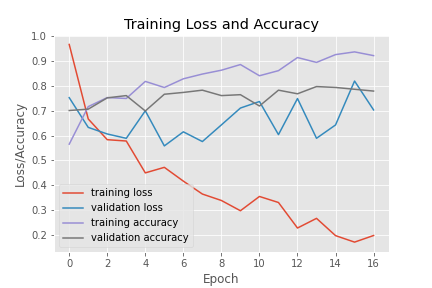 Training Loss and Accuracy
1.0
0.9
0.8
0.7
0.6
0.5
0.4
0.3
0.2
Loss/Accuracy
training loss
validation loss
training accuracy
validation accuracy
0 2 4 6 8 10 12 14 16
Epoch